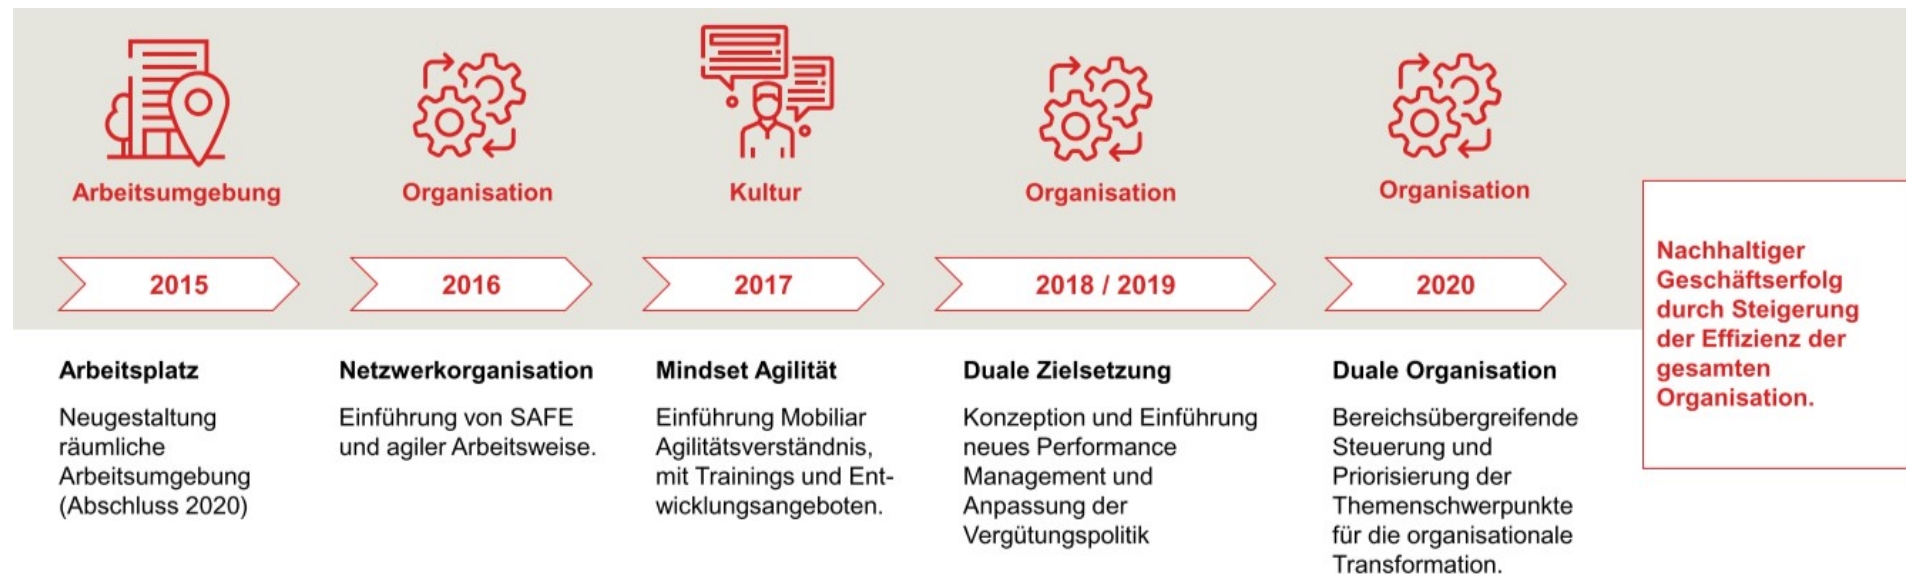 Arbeitsumgebung
Organisation
Kultur
Organisation
Organisation
2015
2016
2017
2018 / 2019
2020
Arbeitsplatz
Neugestaltung
räumliche
Arbeitsumgebung
(Abschluss 2020)
Netzwerkorganisation
Einführung von SAFE
und agiler Arbeitsweise.
Mindset Agilität
Einführung Mobiliar
Agilitätsverständnis,
mit Trainings und Ent-
wicklungsangeboten.
Duale Zielsetzung
Konzeption und Einführung
neues Performance
Management und
Anpassung der
Vergütungspolitik
Duale Organisation
Bereichsübergreifende
Steuerung und
Priorisierung der
Themenschwerpunkte
für die organisationale
Transformation.
Nachhaltiger
Geschäftserfolg
durch Steigerung
der Effizienz der
gesamten
Organisation.